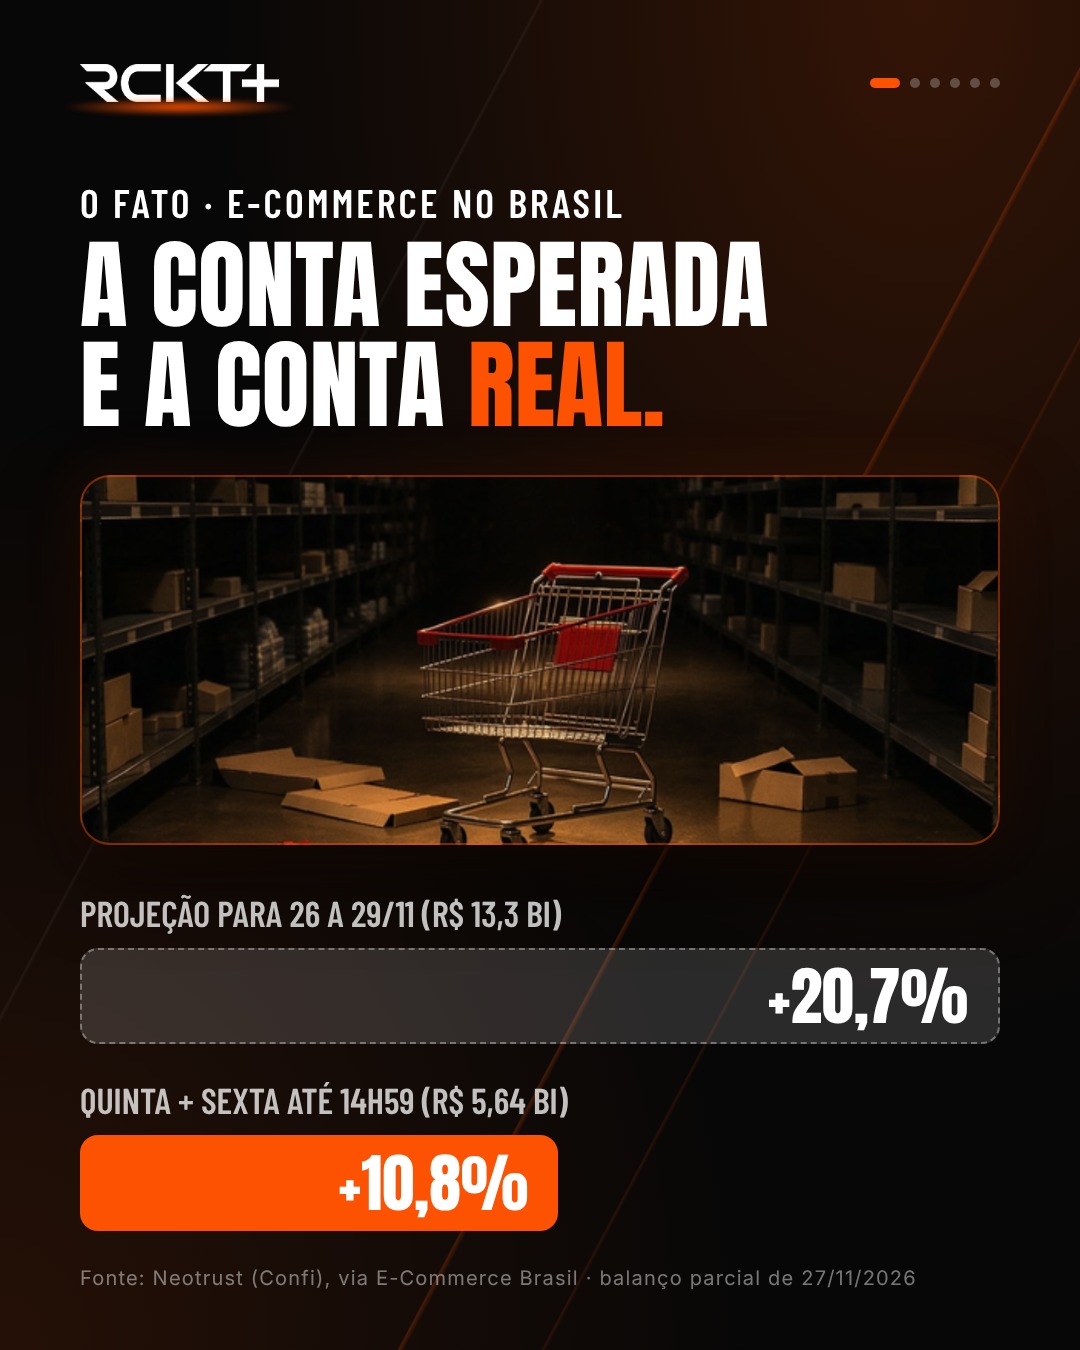 RCKT+
O FATO · E-COMMERCE NO BRASIL
A CONTA ESPERADA
E A CONTA REAL.
PROJEÇÃO PARA 26 A 29/11 (R$ 13,3 BI)
+20,7%
QUINTA + SEXTA ATÉ 14H59 (R$ 5,64 BI)
+10,8%
Fonte: Neotrust (Confi), via E-Commerce Brasil · balanço parcial de 27/11/2026